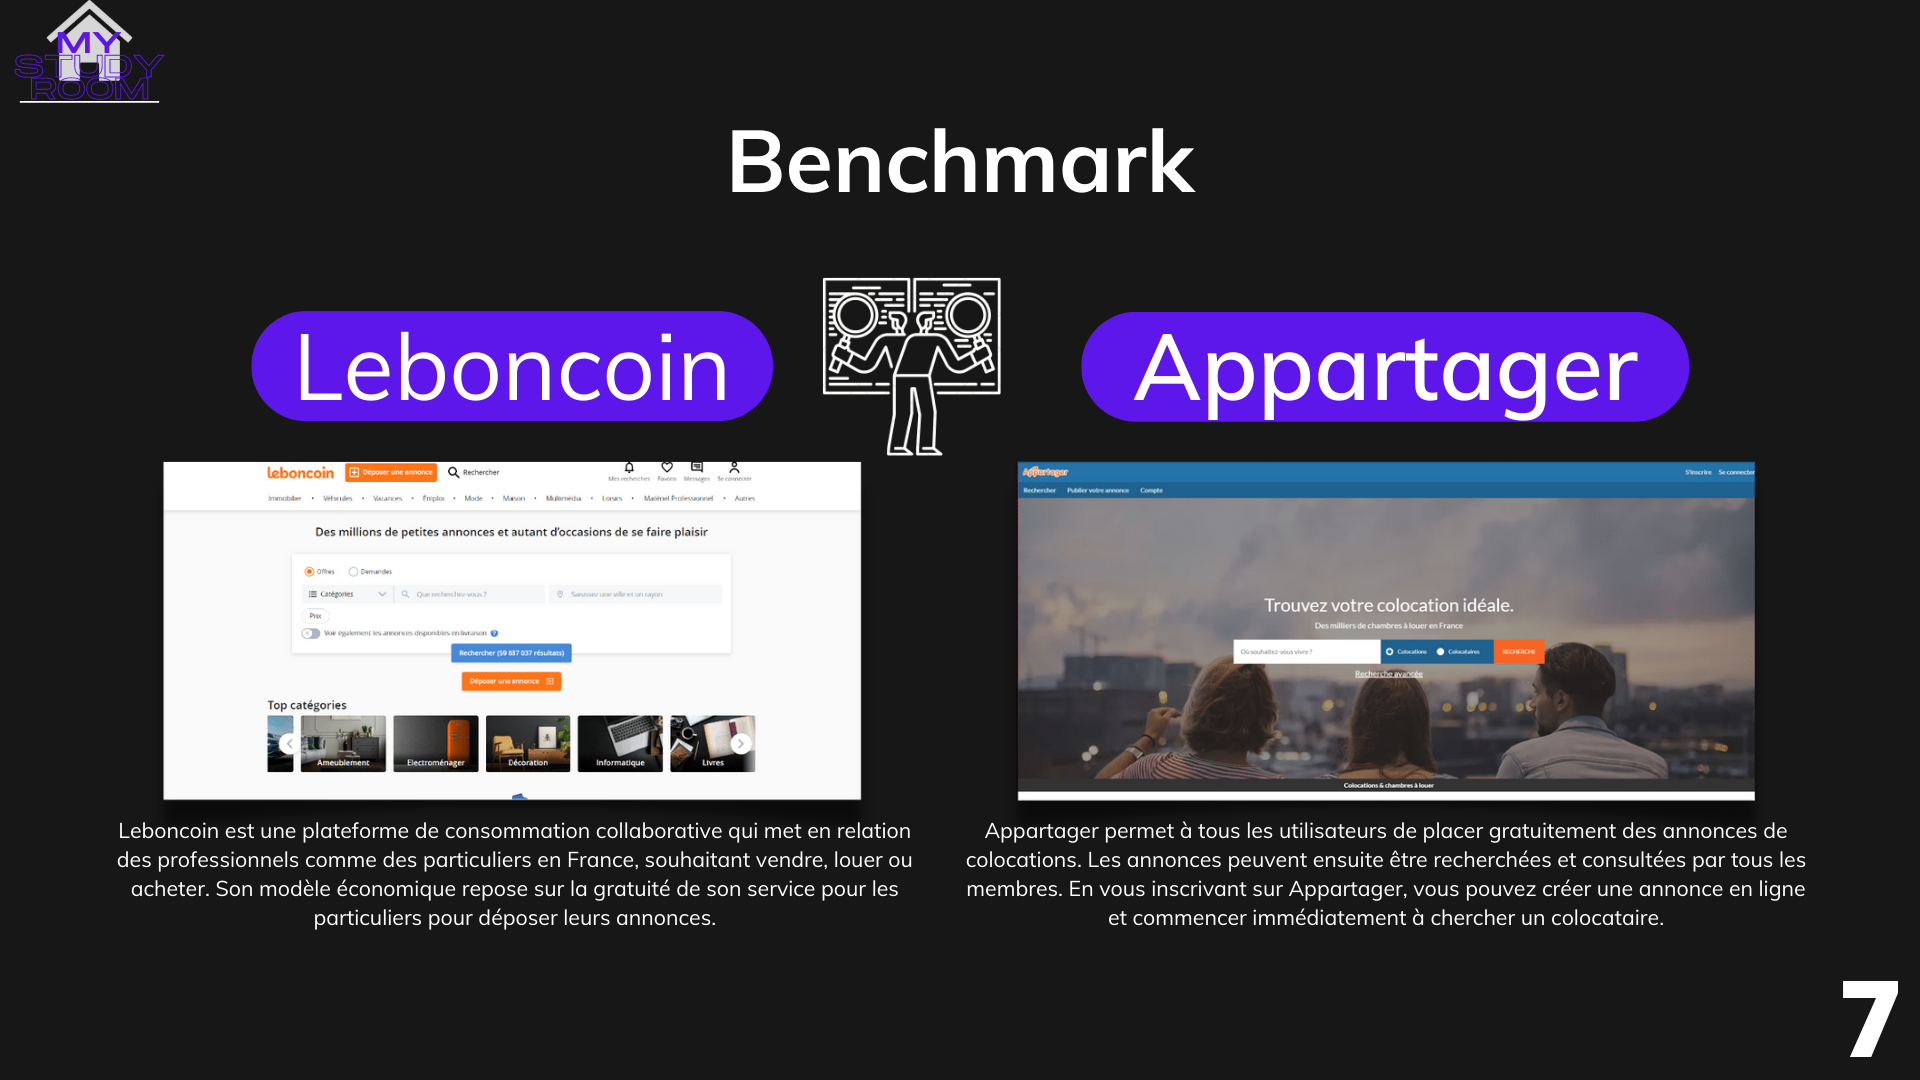 MY
STUDY
ROOM
Benchmark
Leboncoin
Appartager
leboncoin
Déposer une annonce
Rechercher
Mes recherches
Favoris
Messages
Se connecter
Immobilier • Véhicules • Vacances • Emploi • Mode • Maison • Multimédia • Loisirs • Matériel Professionnel • Autres
Des millions de petites annonces et autant d'occasions de se faire plaisir
Offres
Demandes
Catégories
Que recherchez-vous ?
Saisissez une ville et un rayon
Prix
Voir également les annonces disponibles en livraison
Rechercher (59 637 037 résultats)
Déposer une annonce
Top catégories
Ameublement
Electroménager
Décoration
Informatique
Livres
Appartager
S'inscrire
Se connecter
Rechercher
Publier votre annonce
Compte
Trouvez votre colocation idéale.
Des milliers de chambres à louer en France
Où souhaitez-vous vivre ?
Colocations
Colocataires
RECHERCHE
Recherche avancée
Colocations & chambres à louer
Leboncoin est une plateforme de consommation collaborative qui met en relation
des professionnels comme des particuliers en France, souhaitant vendre, louer ou
acheter. Son modèle économique repose sur la gratuité de son service pour les
particuliers pour déposer leurs annonces.
Appartager permet à tous les utilisateurs de placer gratuitement des annonces de
colocations. Les annonces peuvent ensuite être recherchées et consultées par tous les
membres. En vous inscrivant sur Appartager, vous pouvez créer une annonce en ligne
et commencer immédiatement à chercher un colocataire.
7